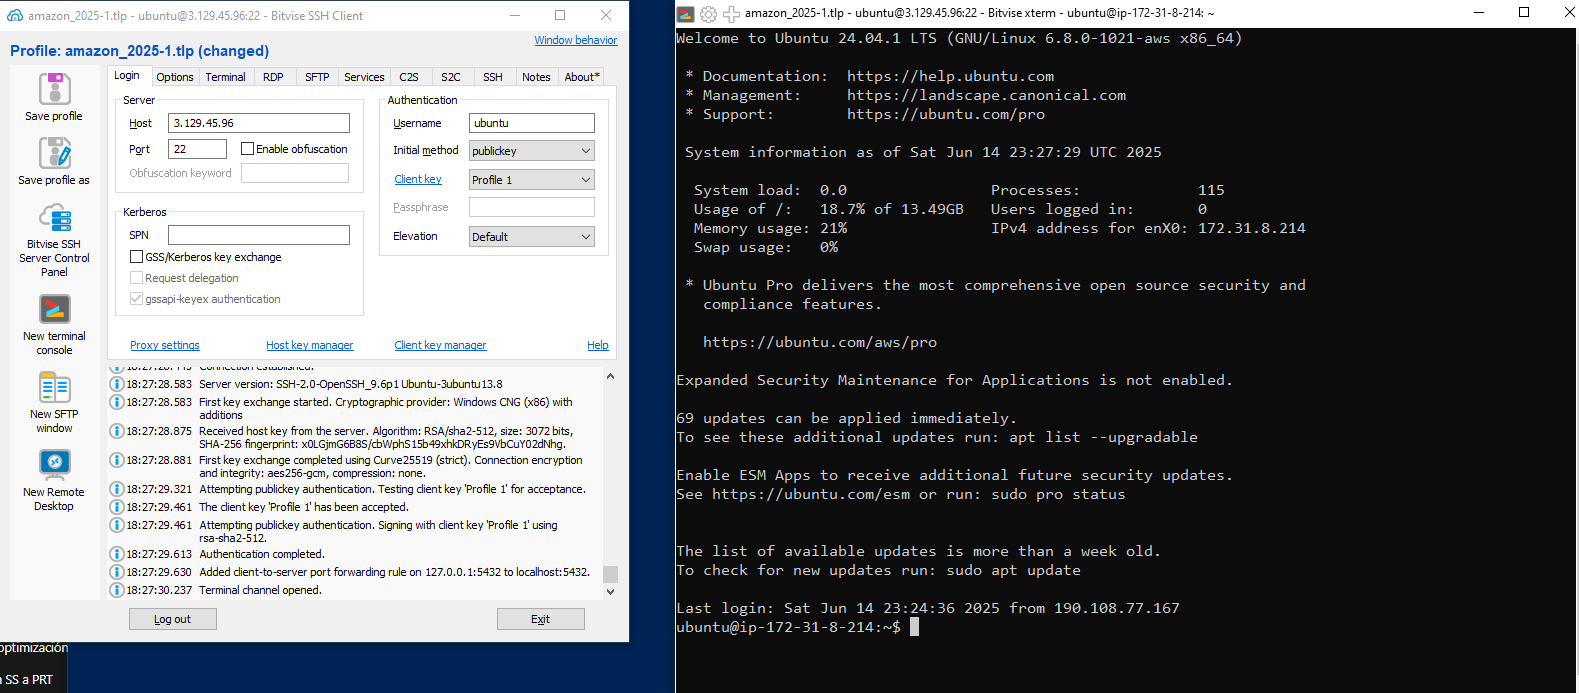 amazon_2025-1.tlp - ubuntu@3.129.45.96:22 - Bitvise SSH Client
Profile: amazon_2025-1.tlp (changed)
Window behavior
Save profile
Save profile as
Bitvise SSH
Server Control
Panel
New terminal
console
New SFTP
window
New Remote
Desktop
Login Options Terminal RDP SFTP Services C2S S2C SSH Notes About*
Server
Host 3.129.45.96
Port 22 Enable obfuscation
Obfuscation keyword
Kerberos
SPN
GSS/Kerberos key exchange
Request delegation
gssapi-keyex authentication
Authentication
Username ubuntu
Initial method publickey
Client key Profile 1
Passphrase
Elevation Default
Proxy settings Host key manager Client key manager Help
18:27:28.445 Connection established.
18:27:28.583 Server version: SSH-2.0-OpenSSH_9.6p1 Ubuntu-3ubuntu13.8
18:27:28.583 First key exchange started. Cryptographic provider: Windows CNG (x86) with
additions
18:27:28.875 Received host key from the server. Algorithm: RSA/sha2-512, size: 3072 bits,
SHA-256 fingerprint: x0LGjmG6B8S/cbWphS15b49xhkDRyEs9VbCuY02dNhg.
18:27:28.881 First key exchange completed using Curve25519 (strict). Connection encryption
and integrity: aes256-gcm, compression: none.
18:27:29.321 Attempting publickey authentication. Testing client key 'Profile 1' for acceptance.
18:27:29.461 The client key 'Profile 1' has been accepted.
18:27:29.461 Attempting publickey authentication. Signing with client key 'Profile 1' using
rsa-sha2-512.
18:27:29.613 Authentication completed.
18:27:29.630 Added client-to-server port forwarding rule on 127.0.0.1:5432 to localhost:5432.
18:27:30.237 Terminal channel opened.
Log out Exit
optimización
SS a PRT
amazon_2025-1.tlp - ubuntu@3.129.45.96:22 - Bitvise xterm - ubuntu@ip-172-31-8-214: ~
Welcome to Ubuntu 24.04.1 LTS (GNU/Linux 6.8.0-1021-aws x86_64)
* Documentation: https://help.ubuntu.com
* Management: https://landscape.canonical.com
* Support: https://ubuntu.com/pro
System information as of Sat Jun 14 23:27:29 UTC 2025
System load: 0.0 Processes: 115
Usage of /: 18.7% of 13.49GB Users logged in: 0
Memory usage: 21% IPv4 address for enX0: 172.31.8.214
Swap usage: 0%
* Ubuntu Pro delivers the most comprehensive open source security and
compliance features.
https://ubuntu.com/aws/pro
Expanded Security Maintenance for Applications is not enabled.
69 updates can be applied immediately.
To see these additional updates run: apt list --upgradable
Enable ESM Apps to receive additional future security updates.
See https://ubuntu.com/esm or run: sudo pro status
The list of available updates is more than a week old.
To check for new updates run: sudo apt update
Last login: Sat Jun 14 23:24:36 2025 from 190.108.77.167
ubuntu@ip-172-31-8-214:~$